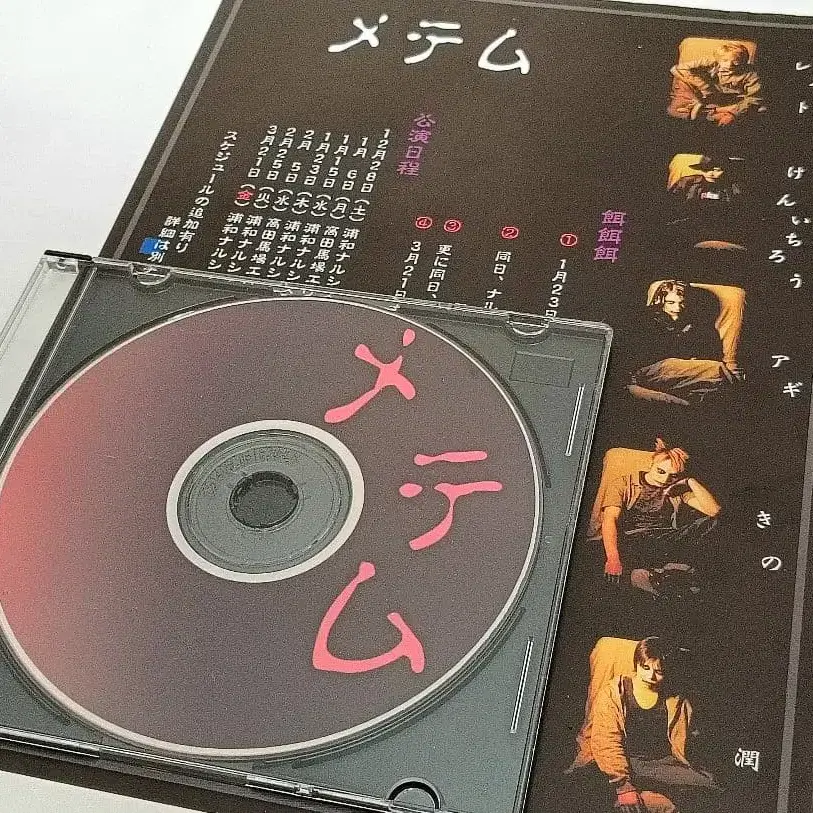 メテム
けんいちろう
アギ
きの
潤
餌餌餌
① 1月23日
② 同日、ナル
③ 更に同日、
④ 3月21日
公演日程
12月28日(土) 浦和ナルシ
1月 6日(月) 高田馬場エ
1月15日(水) 浦和ナルシ
1月23日(木) 浦和ナルシ
2月 5日(水) 高田馬場エ
2月25日(火) 浦和ナルシ
3月21日(金) 浦和ナルシ
スケジュールの追加有り
詳細は別
メテム